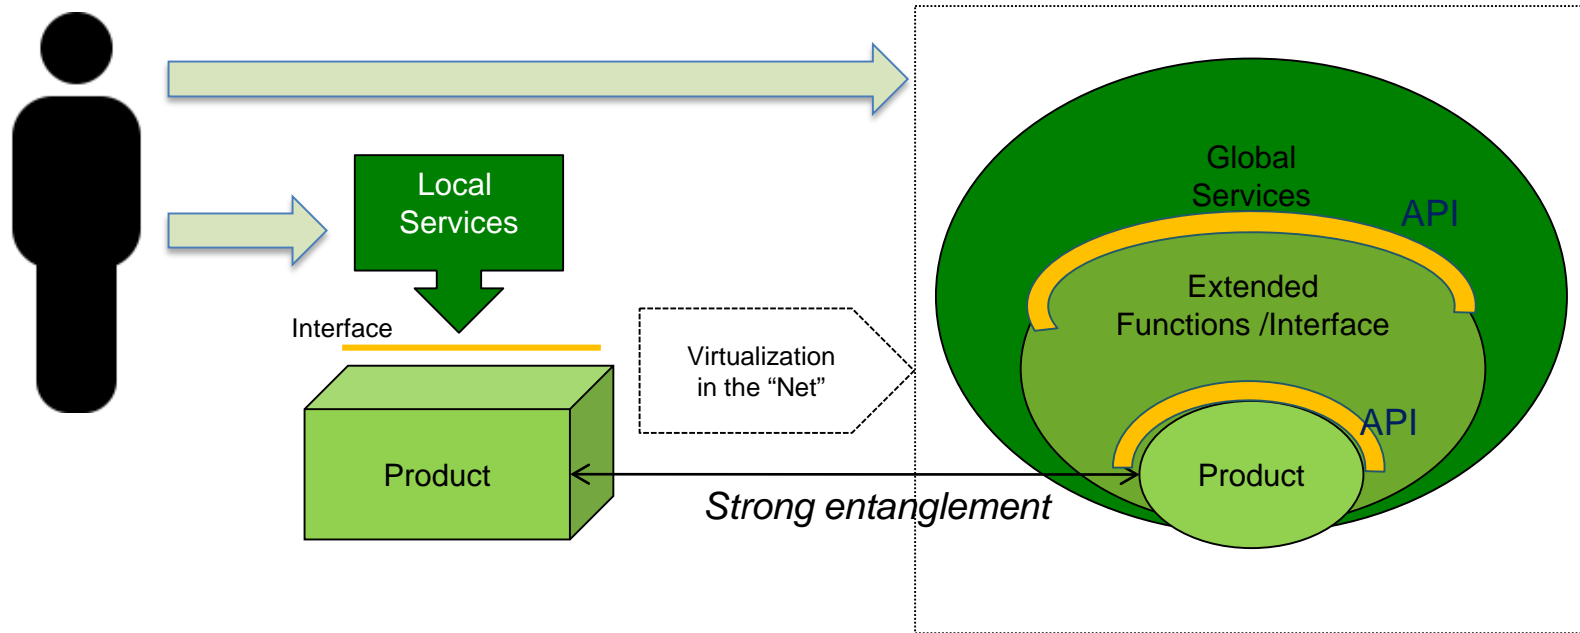 Local
Services
Interface
Product
Virtualization
in the “Net”
Strong entanglement
Global
Services
API
Extended
Functions /Interface
API
Product